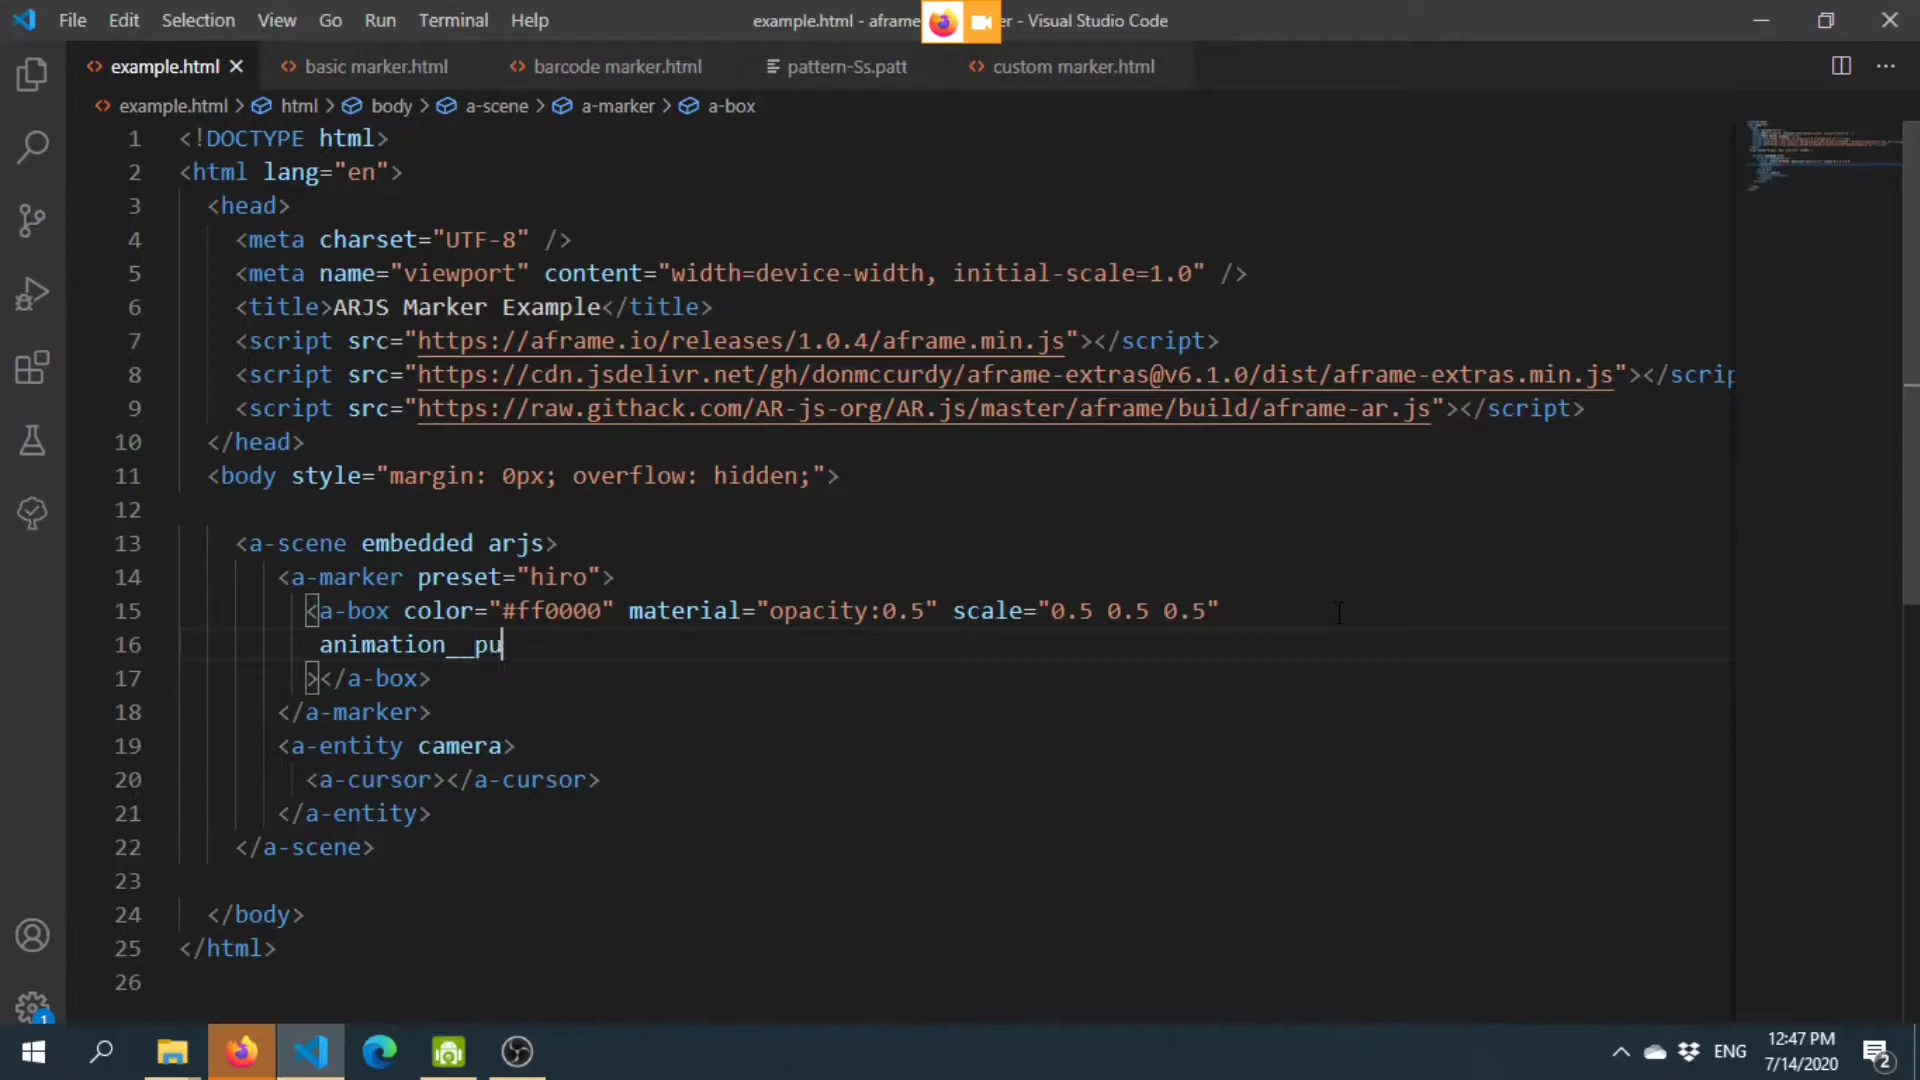 File Edit Selection View Go Run Terminal Help example.html - aframe er - Visual Studio Code
example.html basic marker.html barcode marker.html pattern-Ss.patt custom marker.html
example.html > html > body > a-scene > a-marker > a-box
1 <!DOCTYPE html>
2 <html lang="en">
3 <head>
4 <meta charset="UTF-8" />
5 <meta name="viewport" content="width=device-width, initial-scale=1.0" />
6 <title>ARJS Marker Example</title>
7 <script src="https://aframe.io/releases/1.0.4/aframe.min.js"></script>
8 <script src="https://cdn.jsdelivr.net/gh/donmccurdy/aframe-extras@v6.1.0/dist/aframe-extras.min.js"></scrip
9 <script src="https://raw.githack.com/AR-js-org/AR.js/master/aframe/build/aframe-ar.js"></script>
10 </head>
11 <body style="margin: 0px; overflow: hidden;">
12
13 <a-scene embedded arjs>
14 <a-marker preset="hiro">
15 <a-box color="#ff0000" material="opacity:0.5" scale="0.5 0.5 0.5"
16 animation__pu
17 ></a-box>
18 </a-marker>
19 <a-entity camera>
20 <a-cursor></a-cursor>
21 </a-entity>
22 </a-scene>
23
24 </body>
25 </html>
26
1
ENG
12:47 PM
7/14/2020
2